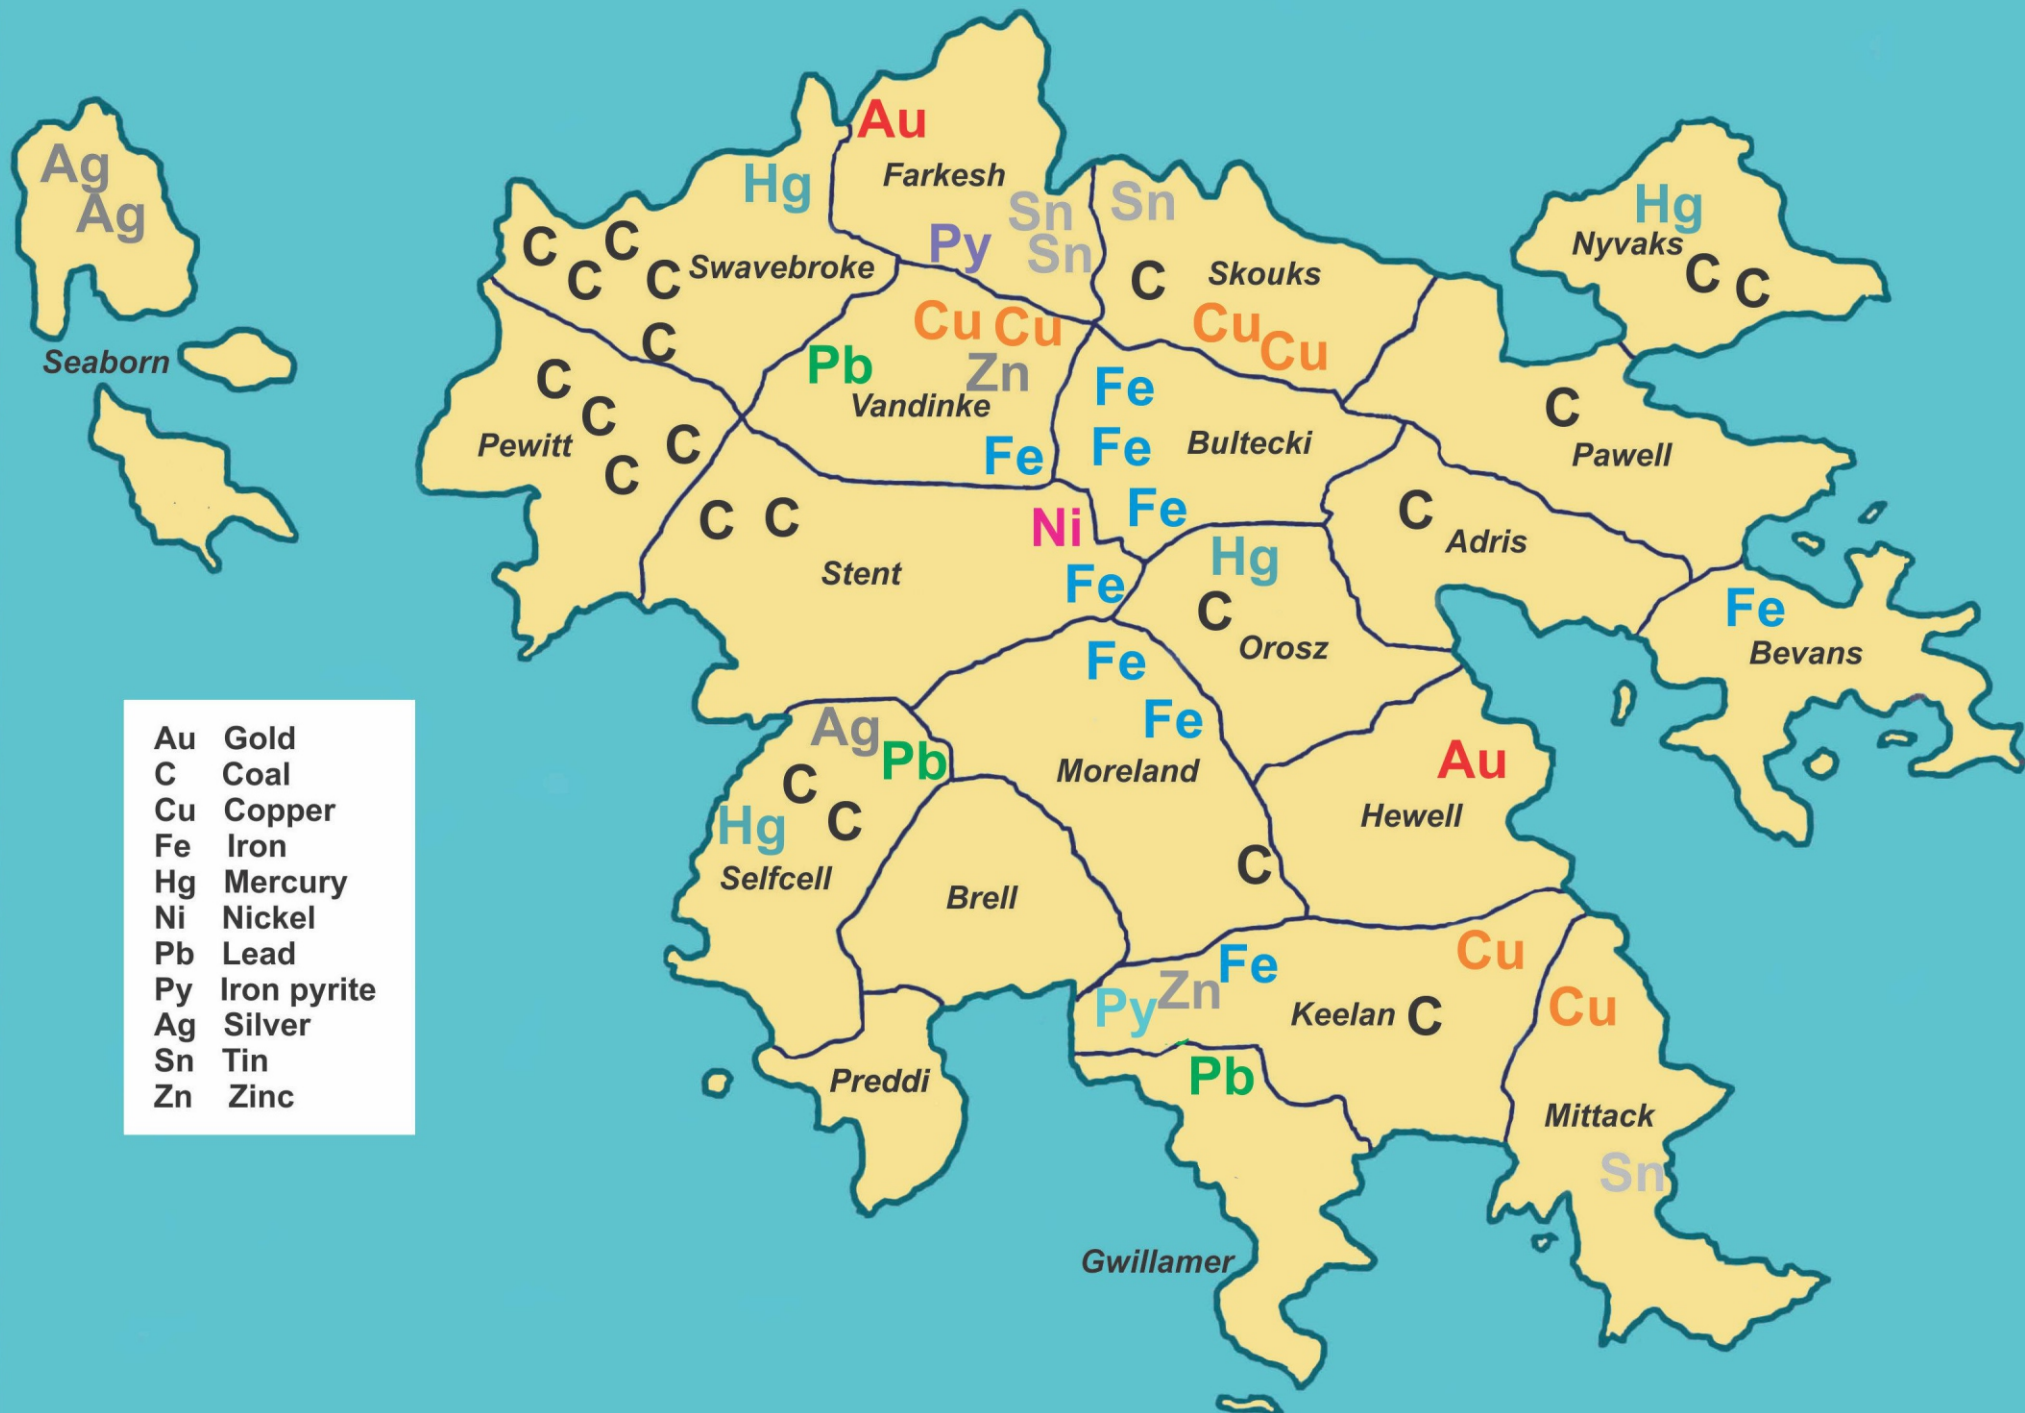 Au
Farkesh
Ag
Ag
Hg
Sn
Sn
Sn
Py
Hg
Nyvaks
C C
C
C
C
C
C
Swavebroke
C
Skouks
Cu Cu
Cu
Cu
Seaborn
Pb
Zn
Vandinke
Fe
Fe
Fe
Fe
Bultecki
C
C
C
C
Pewitt
C
Pawell
C C
Stent
Ni
Fe
C
Adris
Hg
C
Orosz
Fe
Bevans
Fe
Fe
Moreland
C
Au
Hewell
Ag
Pb
C
C
Hg
Selfcell
Brell
Au Gold
C Coal
Cu Copper
Fe Iron
Hg Mercury
Ni Nickel
Pb Lead
Py Iron pyrite
Ag Silver
Sn Tin
Zn Zinc
Py
Zn
Fe
Cu
Keelan C
Cu
Preddi
Pb
Mittack
Sn
Gwillamer